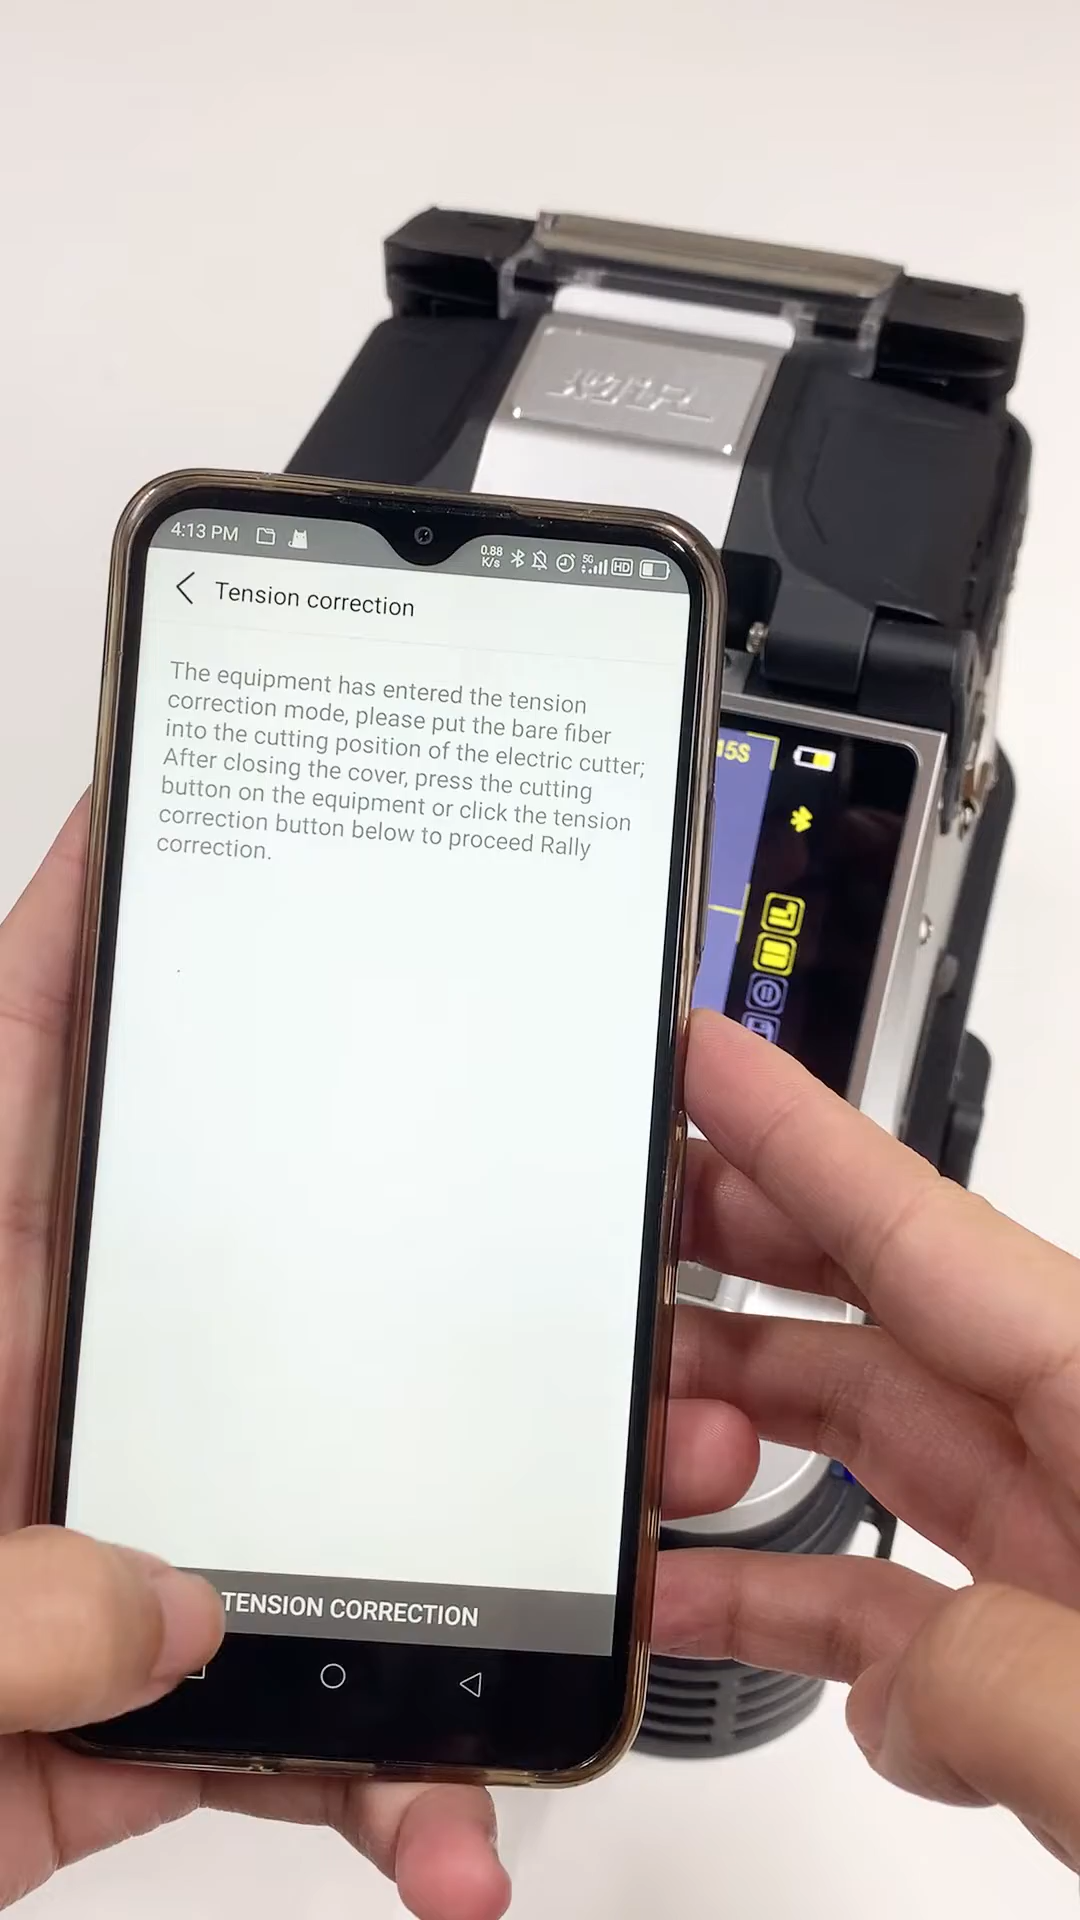 4:13 PM
0.88
K/s
5G
HD
Tension correction
The equipment has entered the tension
correction mode, please put the bare fiber
into the cutting position of the electric cutter;
After closing the cover, press the cutting
button on the equipment or click the tension
correction button below to proceed Rally
correction.
TENSION CORRECTION
15S